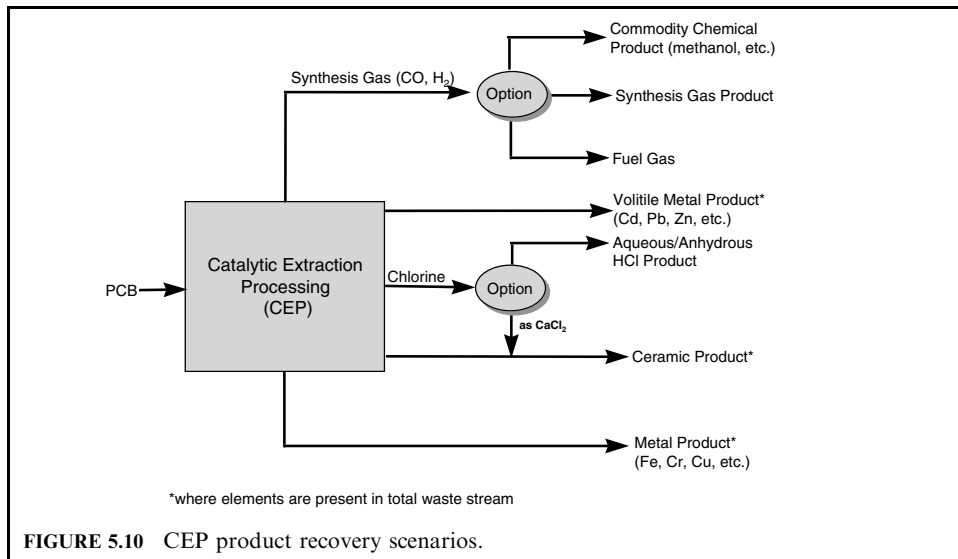 Commodity Chemical
Product (methanol, etc.)
Synthesis Gas (CO, H₂)
Option
Synthesis Gas Product
Fuel Gas
Volitile Metal Product*
(Cd, Pb, Zn, etc.)
Aqueous/Anhydrous
HCl Product
Catalytic Extraction
Processing
(CEP)
Chlorine
Option
PCB
as CaCl₂
Ceramic Product*
Metal Product*
(Fe, Cr, Cu, etc.)
*where elements are present in total waste stream
FIGURE 5.10 CEP product recovery scenarios.